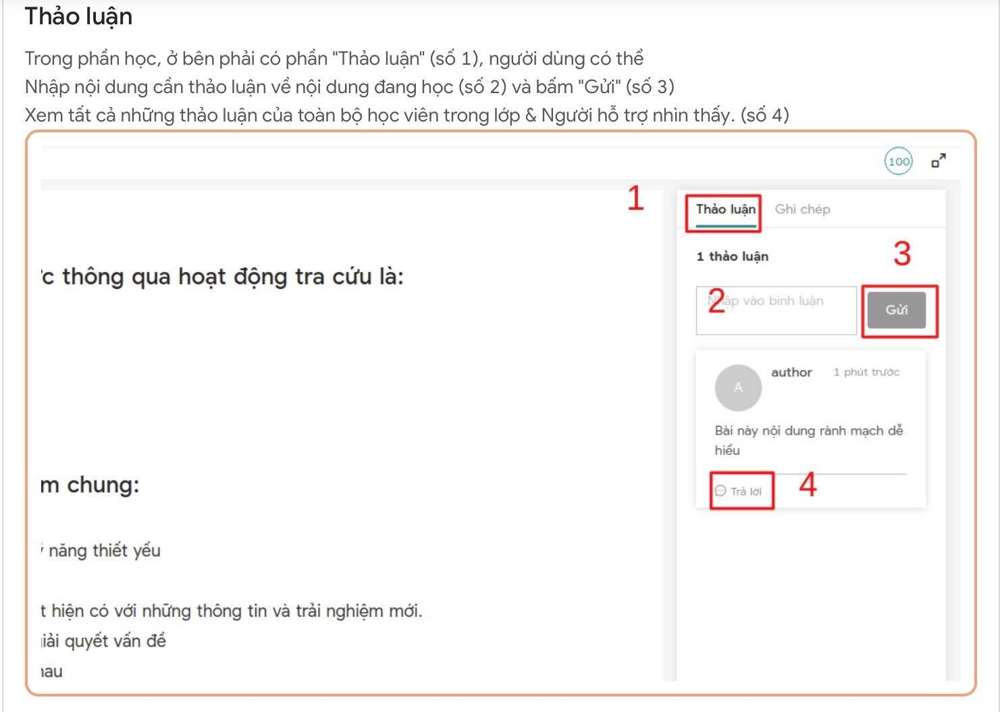 Thảo luận
Trong phần học, ở bên phải có phần "Thảo luận" (số 1), người dùng có thể
Nhập nội dung cần thảo luận về nội dung đang học (số 2) và bấm "Gửi" (số 3)
Xem tất cả những thảo luận của toàn bộ học viên trong lớp & Người hỗ trợ nhìn thấy. (số 4)
100
1
Thảo luận Ghi chép
3
1 thảo luận
c thông qua hoạt động tra cứu là:
2
Nhập vào bình luận
Gửi
author 1 phút trước
A
Bài này nội dung rành mạch dễ
hiểu
m chung:
Trả lời
4
năng thiết yếu
t hiện có với những thông tin và trải nghiệm mới.
iải quyết vấn đề
au